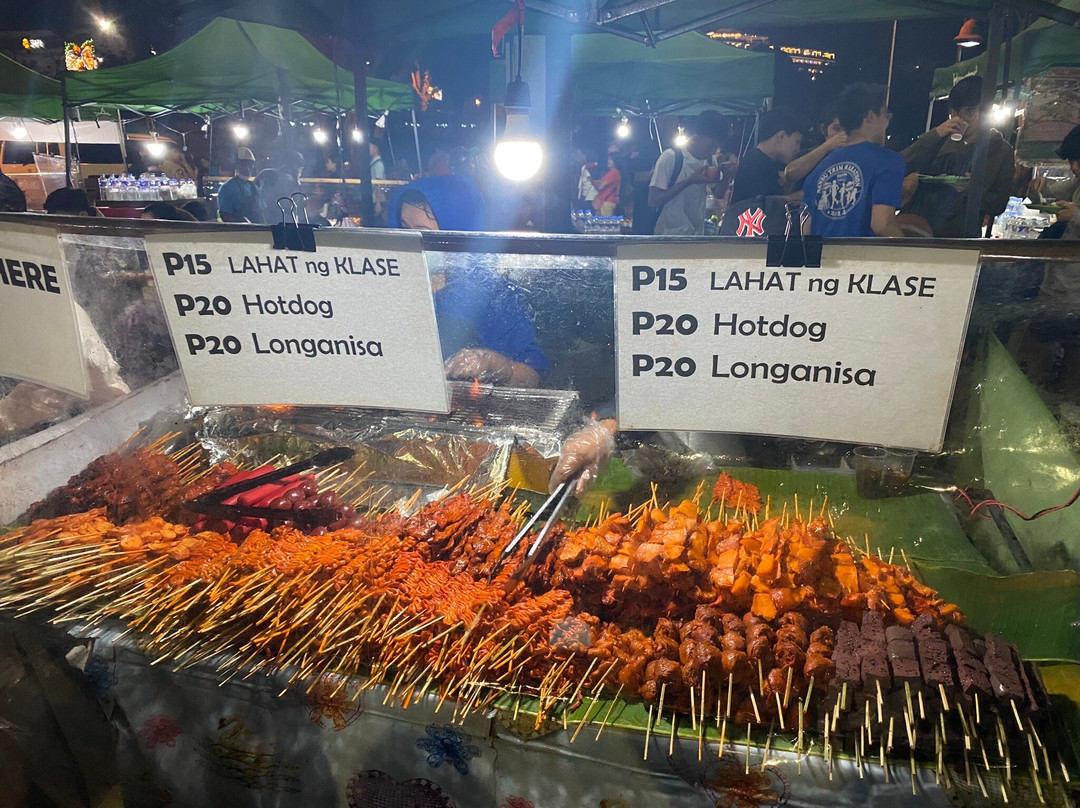 HERE
P15 LAHAT ng KLASE
P20 Hotdog
P20 Longanisa
P15 LAHAT ng KLASE
P20 Hotdog
P20 Longanisa
NY